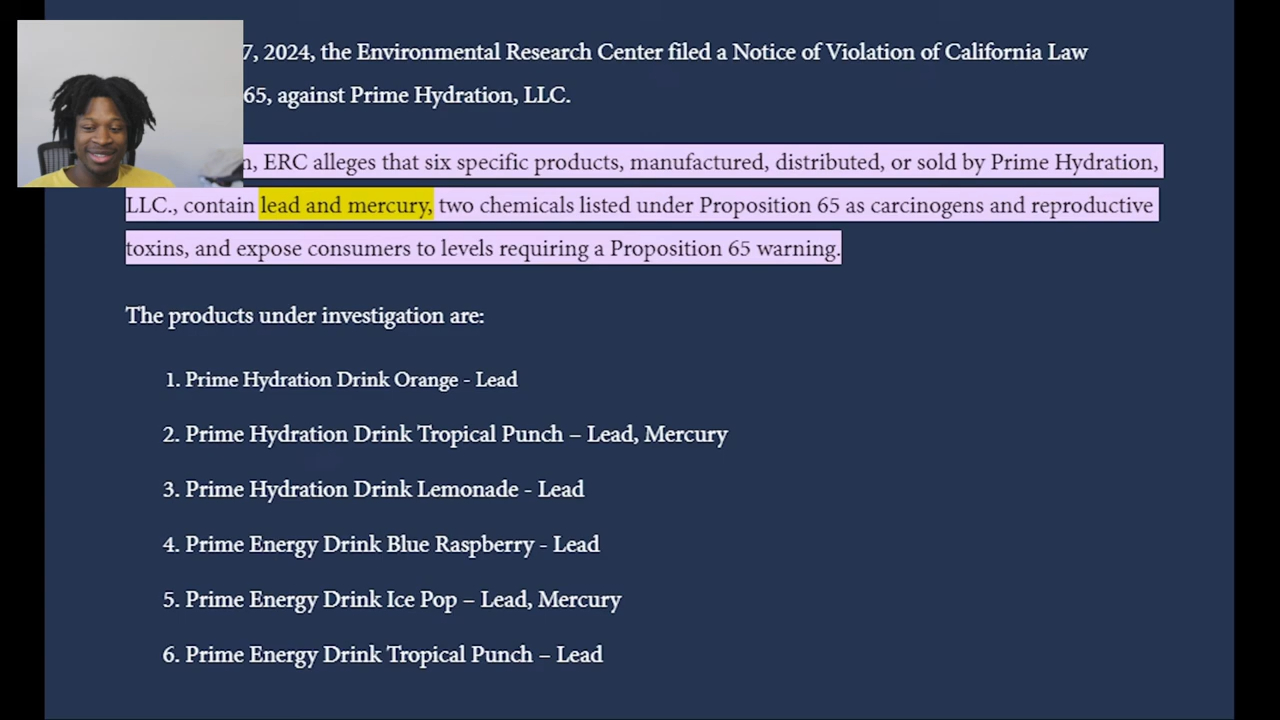 7, 2024, the Environmental Research Center filed a Notice of Violation of California Law
65, against Prime Hydration, LLC.
ERC alleges that six specific products, manufactured, distributed, or sold by Prime Hydration,
LLC., contain lead and mercury, two chemicals listed under Proposition 65 as carcinogens and reproductive
toxins, and expose consumers to levels requiring a Proposition 65 warning.
The products under investigation are:
1. Prime Hydration Drink Orange - Lead
2. Prime Hydration Drink Tropical Punch – Lead, Mercury
3. Prime Hydration Drink Lemonade - Lead
4. Prime Energy Drink Blue Raspberry - Lead
5. Prime Energy Drink Ice Pop – Lead, Mercury
6. Prime Energy Drink Tropical Punch – Lead